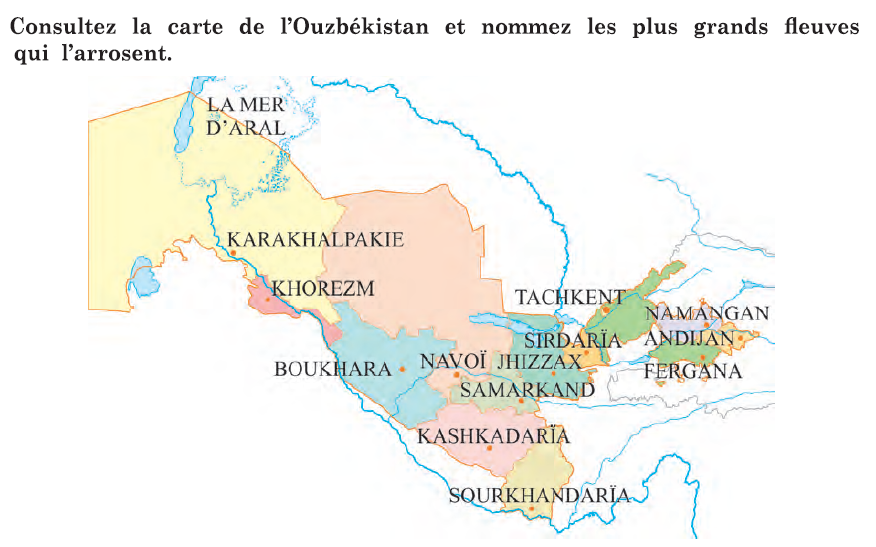 Consultez la carte de l'Ouzbékistan et nommez les plus grands fleuves
qui l'arrosent.
LA MER
D'ARAL
KARAKHALPAKIE
KHOREZM
TACHKENT
NAMANGAN
SIRDARÏA
ANDIJAN
BOUKHARA
NAVOÏ
JHIZZAX
FERGANA
SAMARKAND
KASHKADARÏA
SOURKHANDARÏA